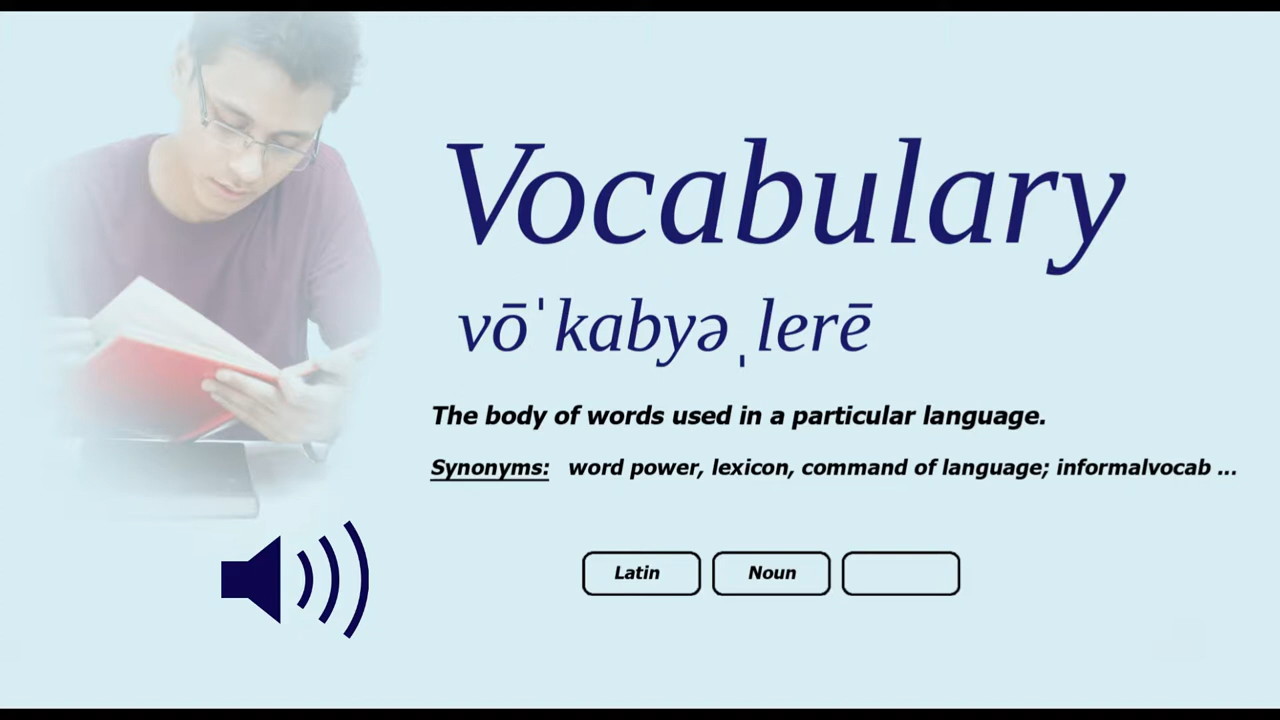 Vocabulary
vōˈkabyəˌlerē
The body of words used in a particular language.
Synonyms: word power, lexicon, command of language; informalvocab ...
Latin Noun